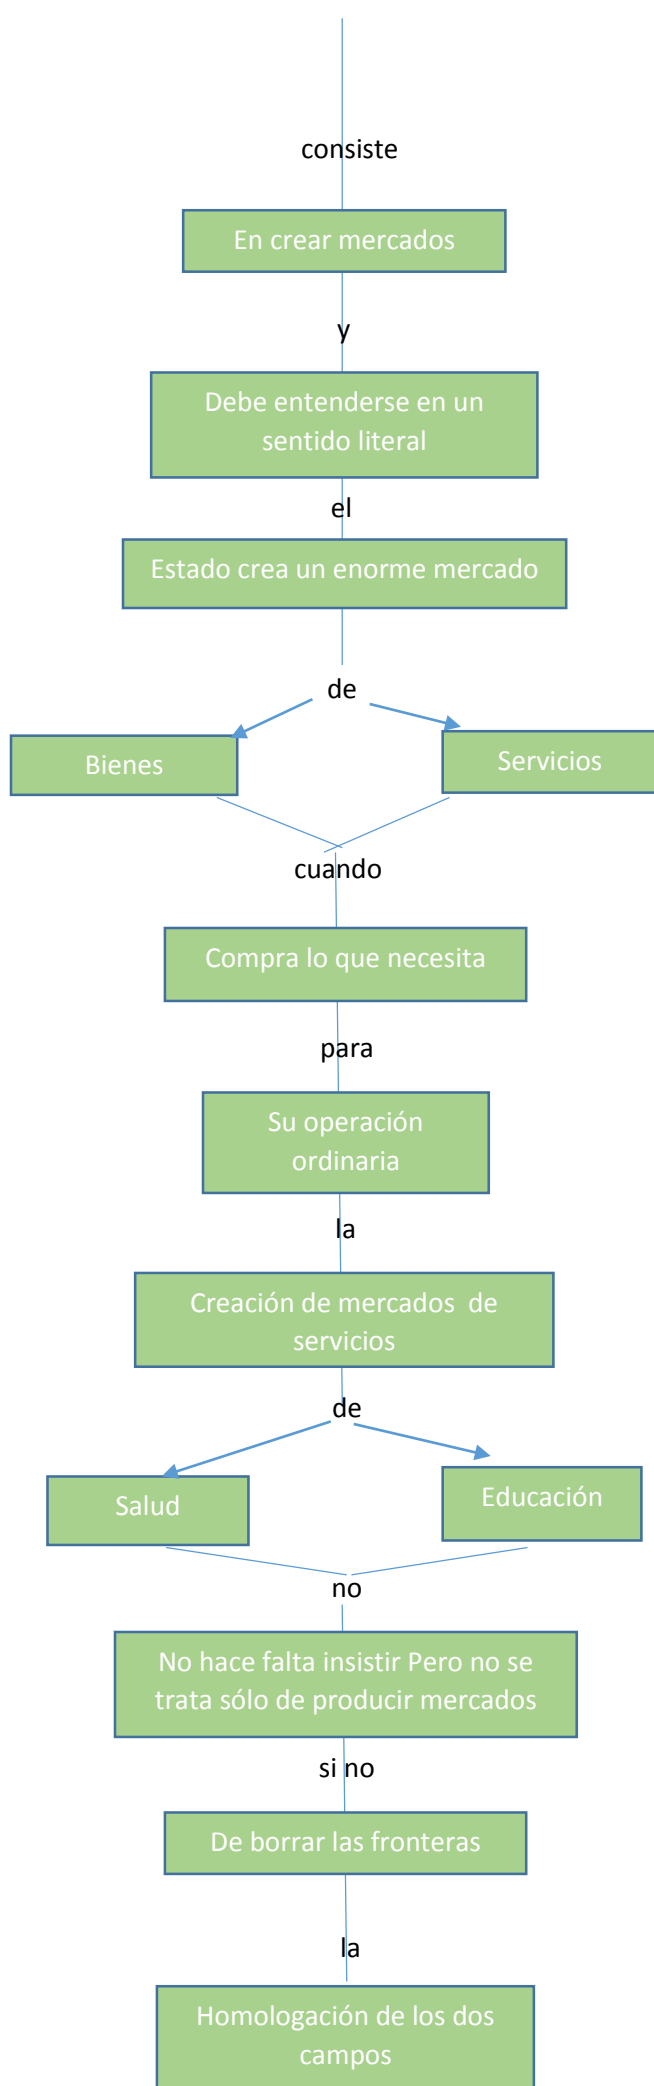 consiste
En crear mercados
y
Debe entenderse en un
sentido literal
el
Estado crea un enorme mercado
de
Bienes
Servicios
cuando
Compra lo que necesita
para
Su operación
ordinaria
la
Creación de mercados de
servicios
de
Salud
Educación
no
No hace falta insistir Pero no se
trata sólo de producir mercados
si no
De borrar las fronteras
la
Homologación de los dos
campos